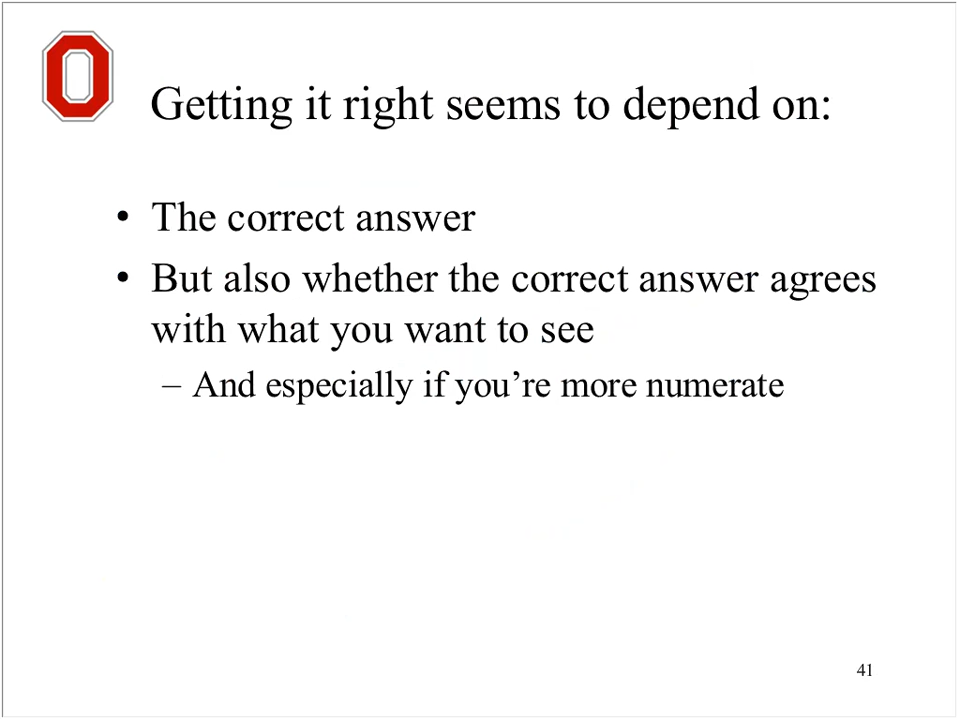 Getting it right seems to depend on:
• The correct answer
• But also whether the correct answer agrees
with what you want to see
– And especially if you’re more numerate
41